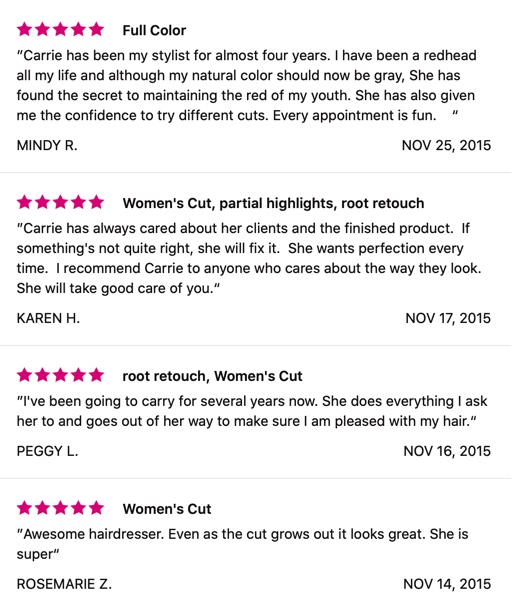 Full Color
"Carrie has been my stylist for almost four years. I have been a redhead
all my life and although my natural color should now be gray, She has
found the secret to maintaining the red of my youth. She has also given
me the confidence to try different cuts. Every appointment is fun.    "
MINDY R.    NOV 25, 2015
Women's Cut, partial highlights, root retouch
"Carrie has always cared about her clients and the finished product.  If
something's not quite right, she will fix it.  She wants perfection every
time.  I recommend Carrie to anyone who cares about the way they look.
She will take good care of you."
KAREN H.    NOV 17, 2015
root retouch, Women's Cut
"I've been going to carry for several years now. She does everything I ask
her to and goes out of her way to make sure I am pleased with my hair."
PEGGY L.    NOV 16, 2015
Women's Cut
"Awesome hairdresser. Even as the cut grows out it looks great. She is
super"
ROSEMARIE Z.    NOV 14, 2015